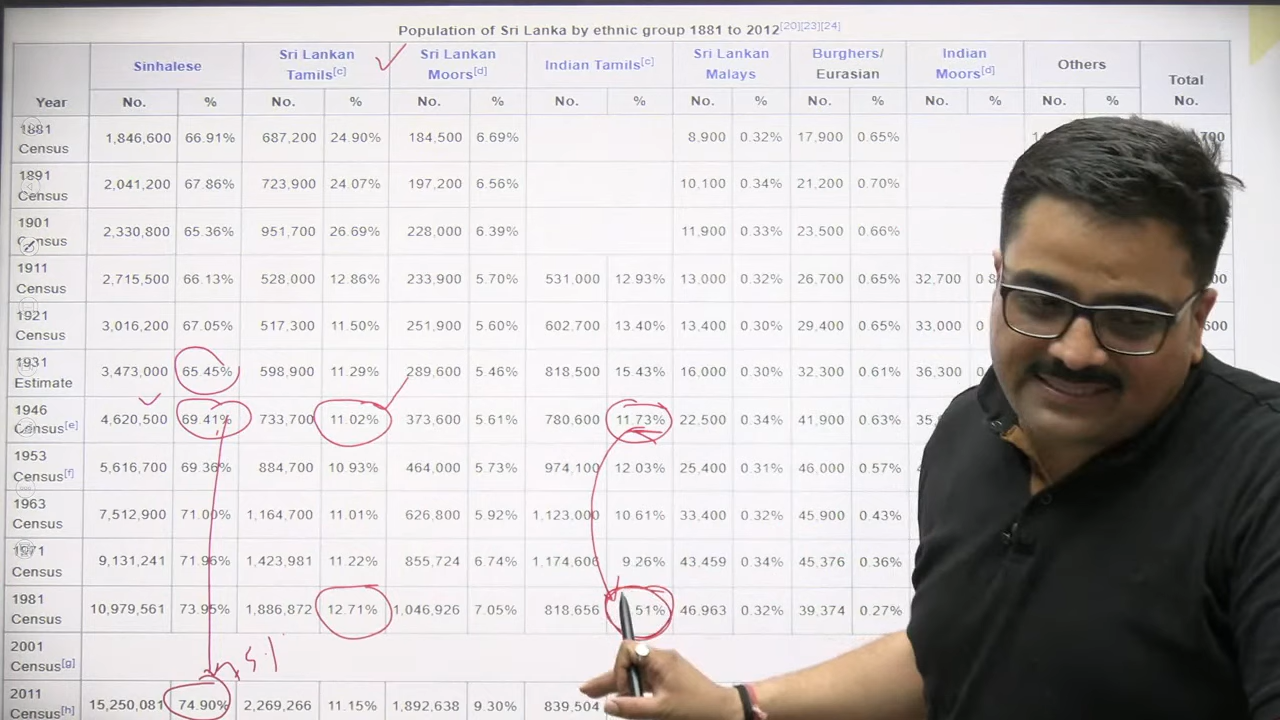 Population of Sri Lanka by ethnic group 1881 to 2012[20][23][24]
Year Sinhalese Sri Lankan Tamils[c] Sri Lankan Moors[d] Indian Tamils[c] Sri Lankan Malays Burghers/ Eurasian Indian Moors[d] Others Total
No. % No. % No. % No. % No. % No. % No. % No. % No.
1881 Census 1,846,600 66.91% 687,200 24.90% 184,500 6.69% 8,900 0.32% 17,900 0.65%
1891 Census 2,041,200 67.86% 723,900 24.07% 197,200 6.56% 10,100 0.34% 21,200 0.70%
1901 Census 2,330,800 65.36% 951,700 26.69% 228,000 6.39% 11,900 0.33% 23,500 0.66%
1911 Census 2,715,500 66.13% 528,000 12.86% 233,900 5.70% 531,000 12.93% 13,000 0.32% 26,700 0.65% 32,700
1921 Census 3,016,200 67.05% 517,300 11.50% 251,900 5.60% 602,700 13.40% 13,400 0.30% 29,400 0.65% 33,000
1931 Estimate 3,473,000 65.45% 598,900 11.29% 289,600 5.46% 818,500 15.43% 16,000 0.30% 32,300 0.61% 36,300
1946 Census[e] 4,620,500 69.41% 733,700 11.02% 373,600 5.61% 780,600 11.73% 22,500 0.34% 41,900 0.63%
1953 Census[f] 5,616,700 69.36% 884,700 10.93% 464,000 5.73% 974,100 12.03% 25,400 0.31% 46,000 0.57%
1963 Census 7,512,900 71.00% 1,164,700 11.01% 626,800 5.92% 1,123,000 10.61% 33,400 0.32% 45,900 0.43%
1971 Census 9,131,241 71.96% 1,423,981 11.22% 855,724 6.74% 1,174,606 9.26% 43,459 0.34% 45,376 0.36%
1981 Census 10,979,561 73.95% 1,886,872 12.71% 1,046,926 7.05% 818,656 51% 46,963 0.32% 39,374 0.27%
2001 Census[g]
2011 Census[h] 15,250,081 74.90% 2,269,266 11.15% 1,892,638 9.30% 839,504